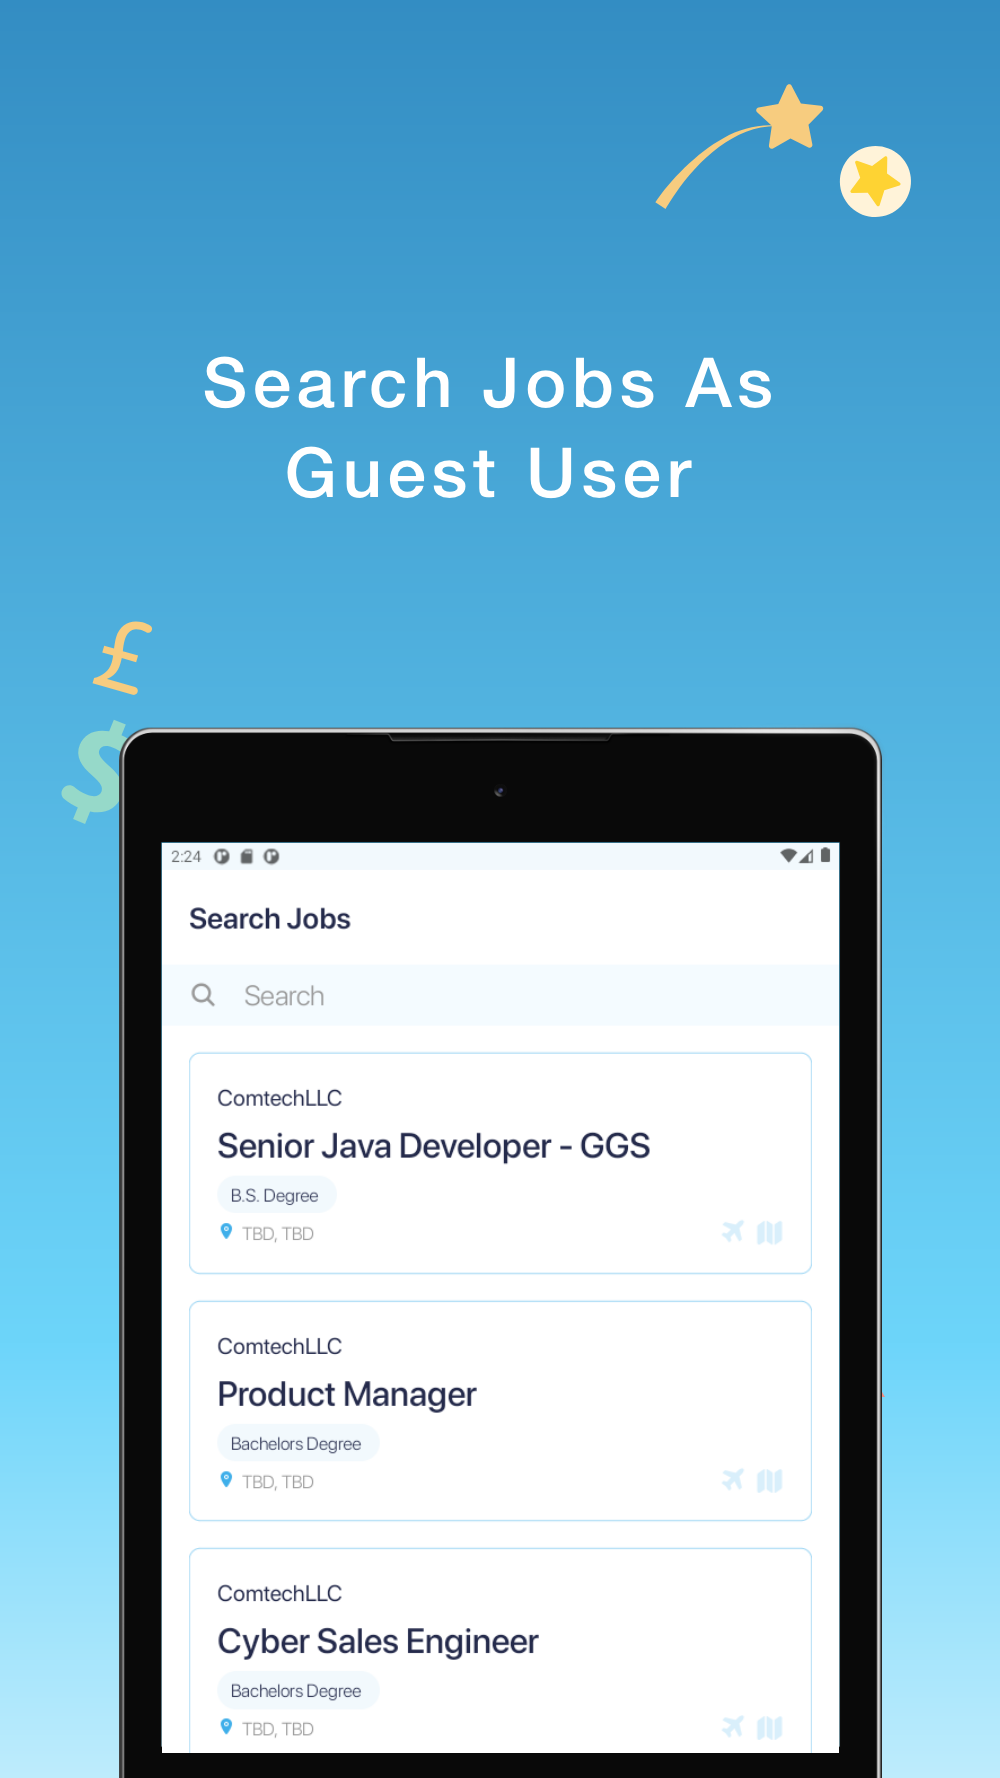 Search Jobs As
Guest User
£
$
2:24
Search Jobs
Search
ComtechLLC
Senior Java Developer - GGS
B.S. Degree
TBD, TBD
ComtechLLC
Product Manager
Bachelors Degree
TBD, TBD
ComtechLLC
Cyber Sales Engineer
Bachelors Degree
TBD, TBD